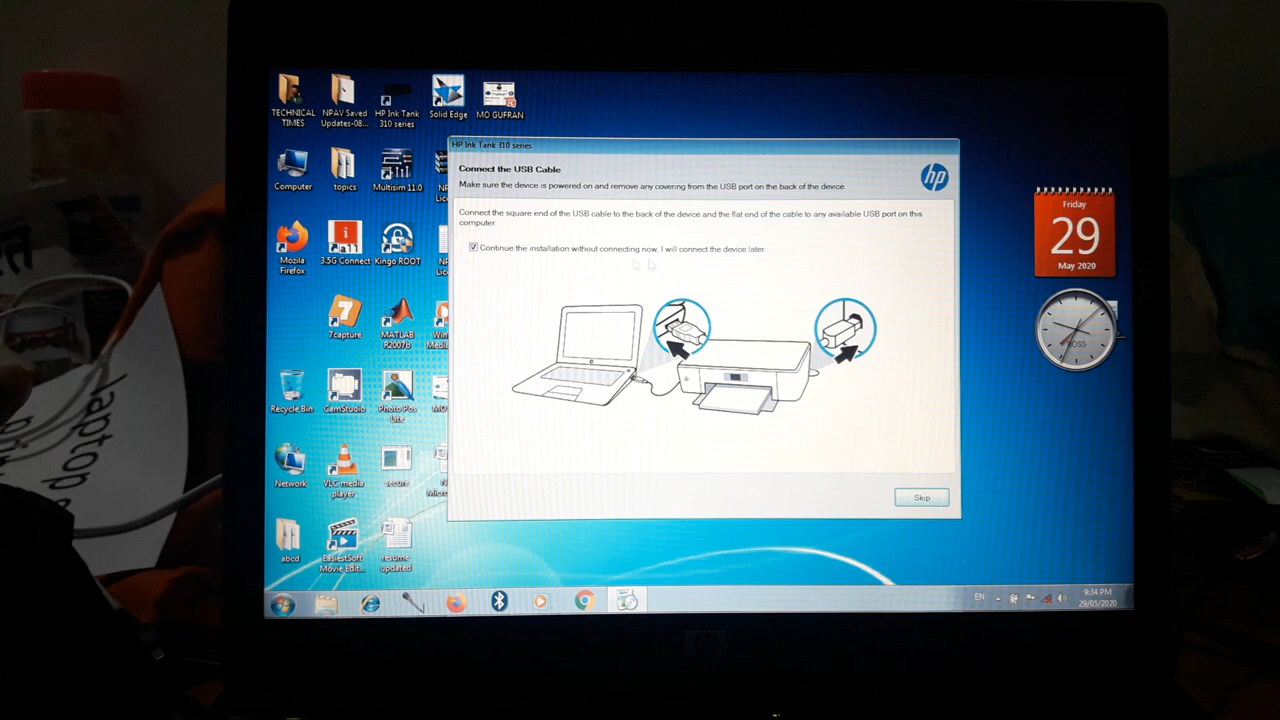 TECHNICAL
TIMES
NPAV Saved
Updates-08...
HP Ink Tank
310 series
Solid Edge
MO GUFRAN
Computer
topics
Multisim 11.0
Mozila
Firefox
3.5G Connect
Kingo ROOT
7capture
MATLAB
R2007b
Recycle Bin
CamStudio
Photo Pos
Lite
Network
VLC media
player
secure
abcd
EasiestSoft
Movie Edit...
resume
updated
HP Ink Tank 310 series
Connect the USB Cable
Make sure the device is powered on and remove any covering from the USB port on the back of the device.
hp
Connect the square end of the USB cable to the back of the device and the flat end of the cable to any available USB port on this
computer.
Continue the installation without connecting now, I will connect the device later.
Skip
Friday
29
May 2020
BOSS
EN
9:34 PM
29/05/2020
laptop